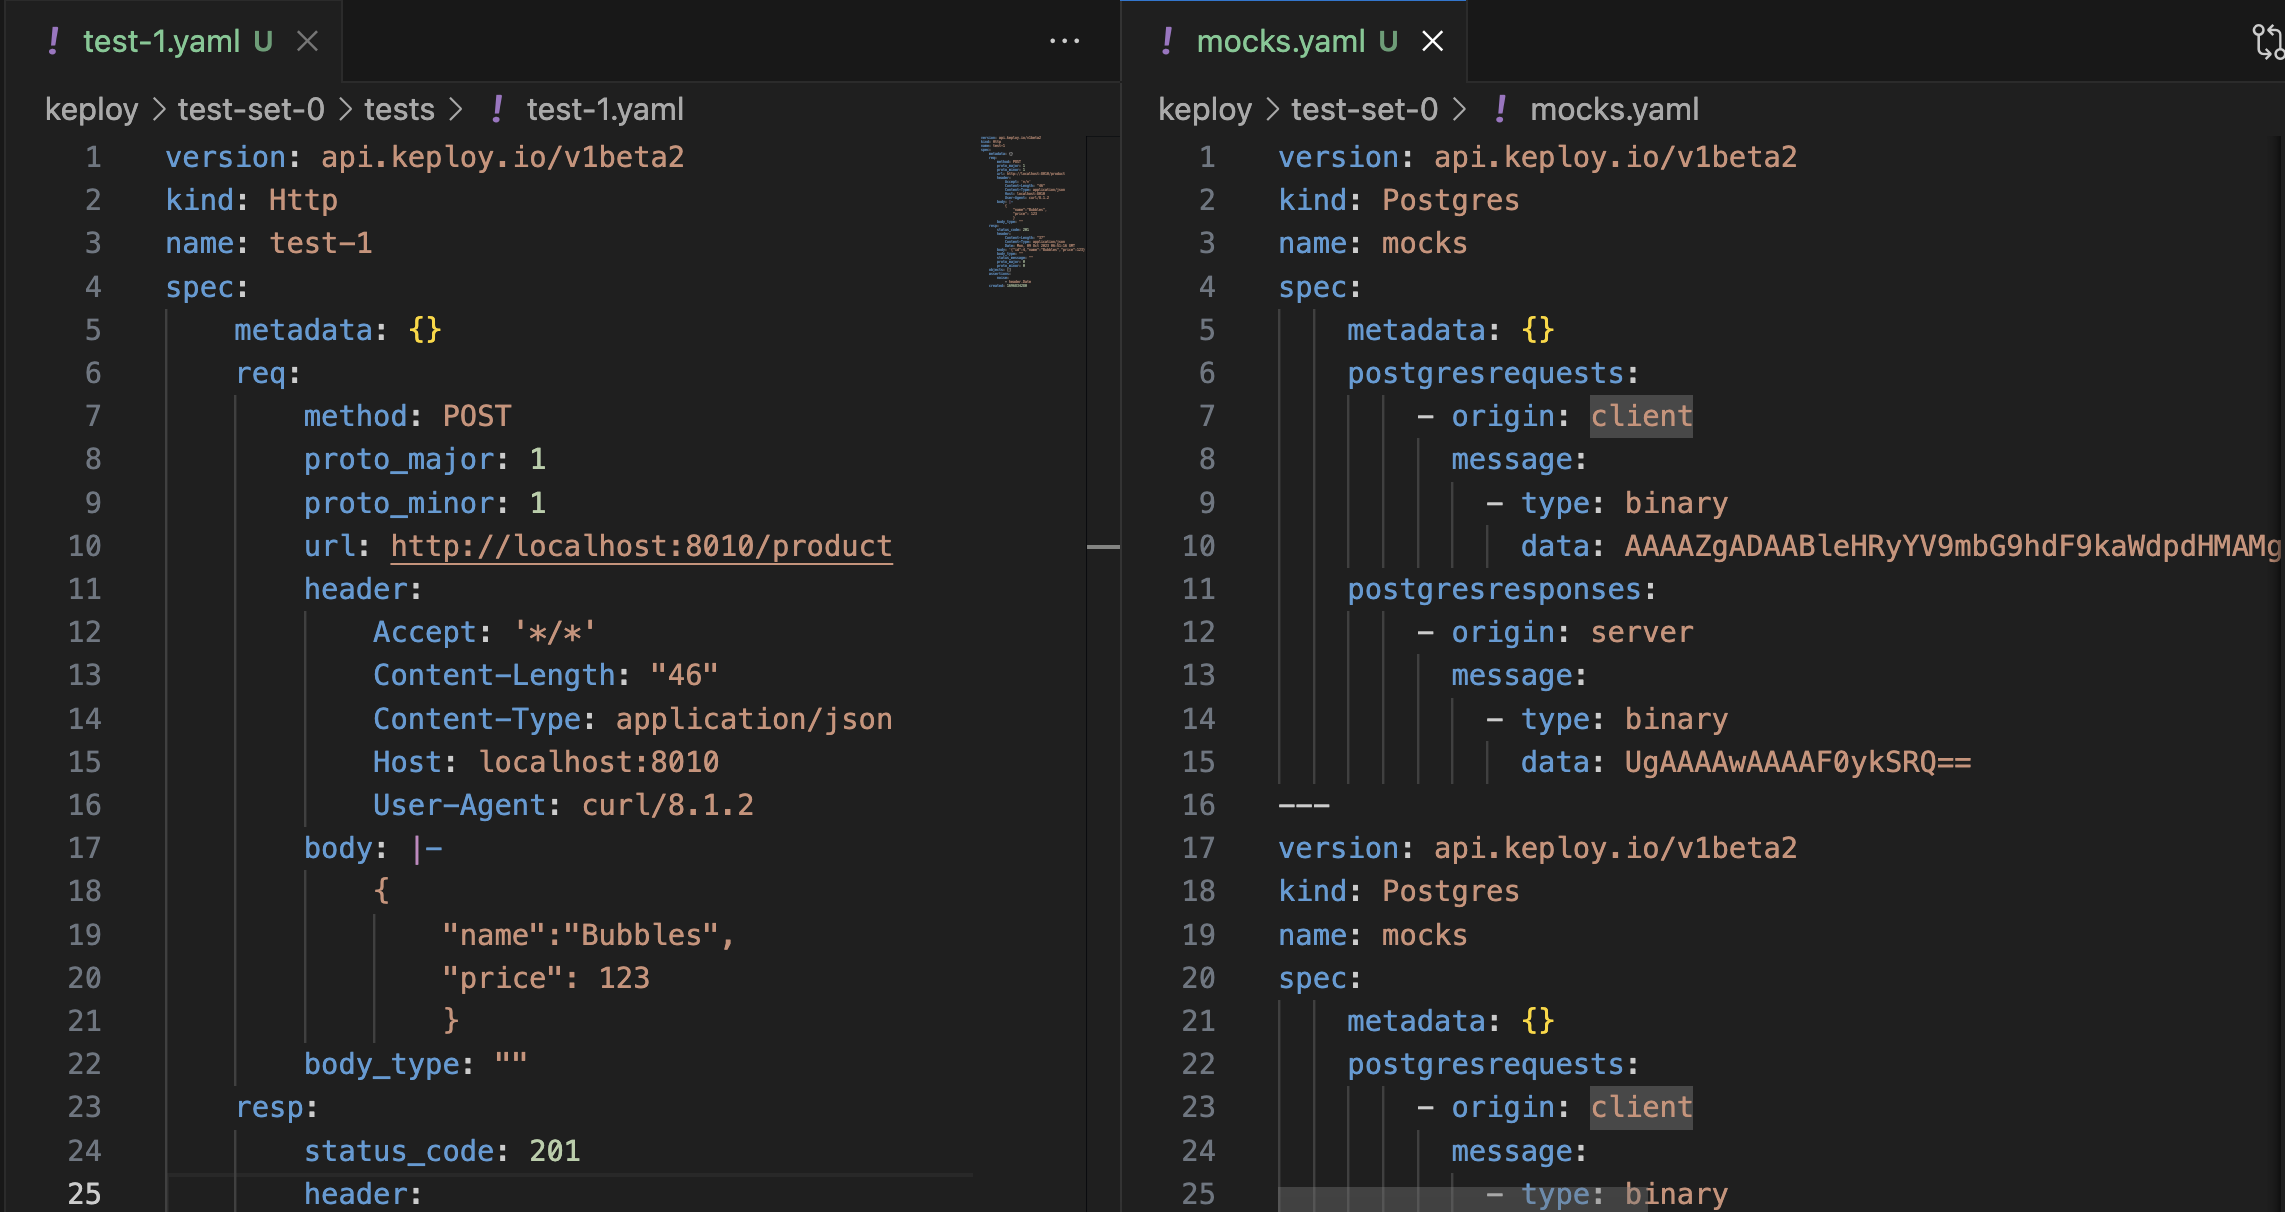 ! test-1.yaml U
keploy > test-set-0 > tests > ! test-1.yaml
1 version: api.keploy.io/v1beta2
2 kind: Http
3 name: test-1
4 spec:
5 metadata: {}
6 req:
7 method: POST
8 proto_major: 1
9 proto_minor: 1
10 url: http://localhost:8010/product
11 header:
12 Accept: '*/*'
13 Content-Length: "46"
14 Content-Type: application/json
15 Host: localhost:8010
16 User-Agent: curl/8.1.2
17 body: |-
18 {
19 "name":"Bubbles",
20 "price": 123
21 }
22 body_type: ""
23 resp:
24 status_code: 201
25 header:
! mocks.yaml U
keploy > test-set-0 > ! mocks.yaml
1 version: api.keploy.io/v1beta2
2 kind: Postgres
3 name: mocks
4 spec:
5 metadata: {}
6 postgresrequests:
7 - origin: client
8 message:
9 - type: binary
10 data: AAAAZgADAABleHRyYV9mbG9hdF9kaWdpdHMAMg
11 postgresresponses:
12 - origin: server
13 message:
14 - type: binary
15 data: UgAAAAwAAAAF0ykSRQ==
16 ---
17 version: api.keploy.io/v1beta2
18 kind: Postgres
19 name: mocks
20 spec:
21 metadata: {}
22 postgresrequests:
23 - origin: client
24 message:
25 - type: binary